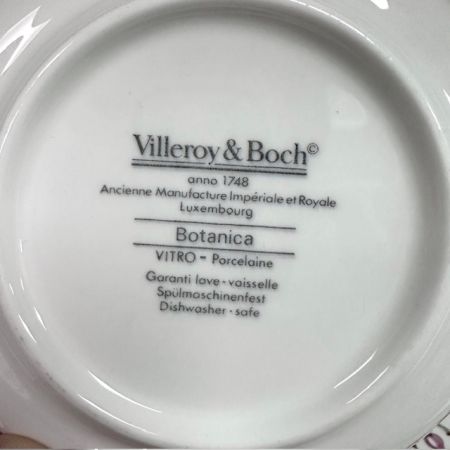 Villeroy & Boch©
anno 1748
Ancienne Manufacture Impériale et Royale
Luxembourg
Botanica
VITRO - Porcelaine
Garanti lave - vaisselle
Spülmaschinenfest
Dishwasher - safe